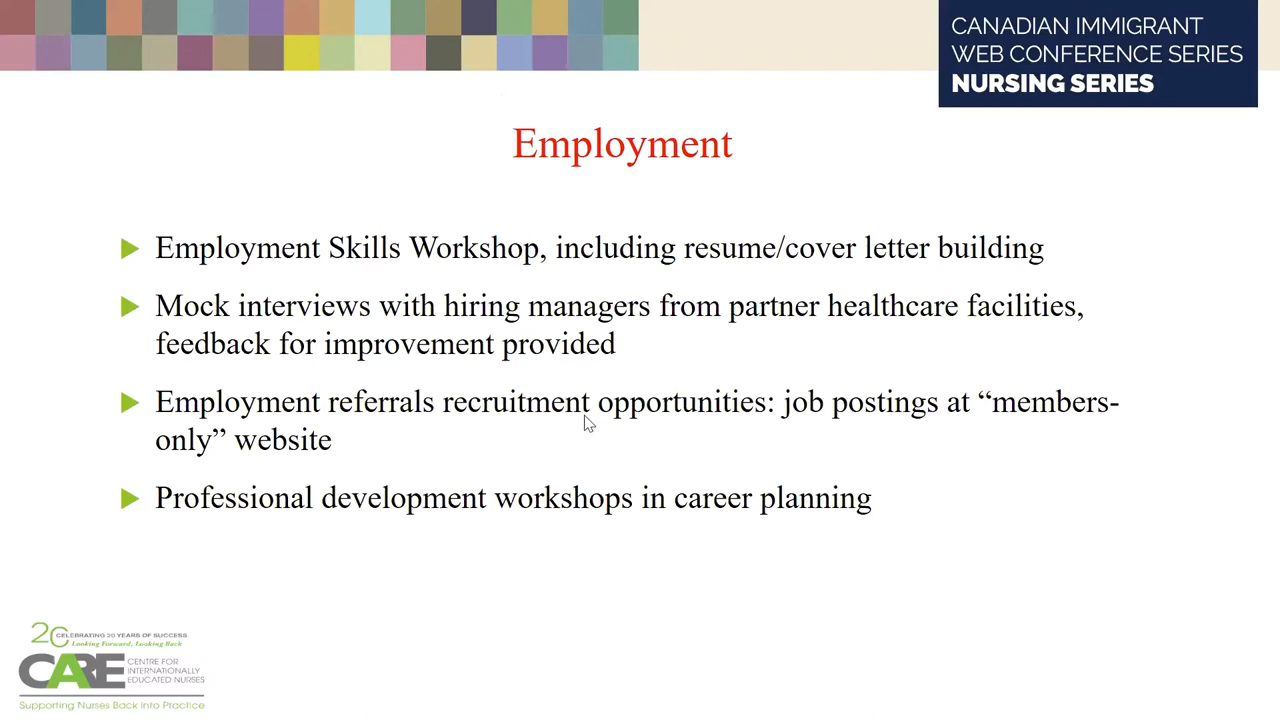 CANADIAN IMMIGRANT
WEB CONFERENCE SERIES
NURSING SERIES
Employment
Employment Skills Workshop, including resume/cover letter building
Mock interviews with hiring managers from partner healthcare facilities,
feedback for improvement provided
Employment referrals recruitment opportunities: job postings at “members-
only” website
Professional development workshops in career planning
20 CELEBRATING 20 YEARS OF SUCCESS
Looking Forward, Looking Back
CARE
CENTRE FOR
INTERNATIONALLY
EDUCATED NURSES
Supporting Nurses Back into Practice